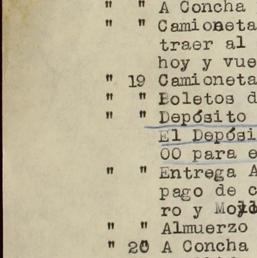 " " A Concha
" " Camioneta
traer al
hoy y vue
" 19 Camioneta
" " Boletos d
" " Depósito
El Depósi
00 para e
" " Entrega A
pago de c
ro y
" " Almuerzo
" 20 A Concha